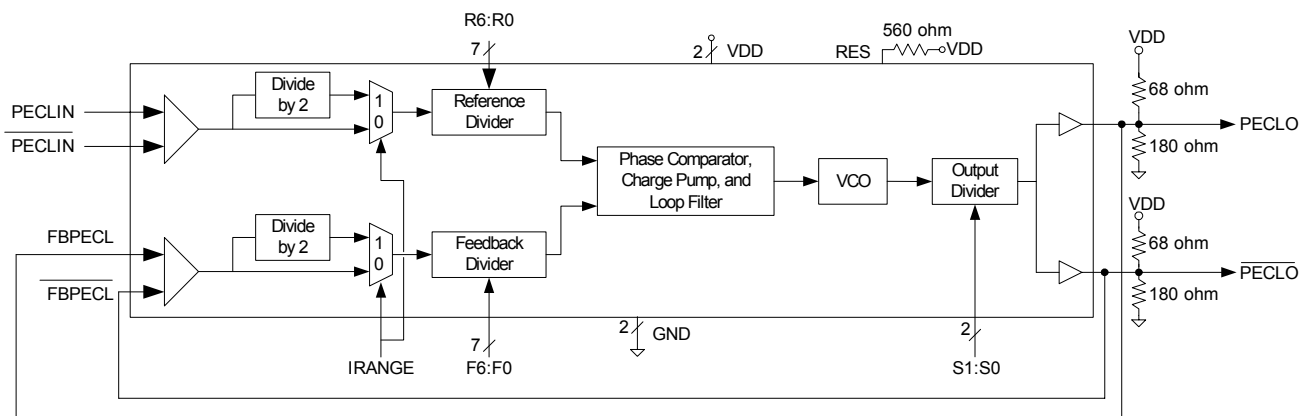 R6:R0
7
2
VDD
RES
560 ohm
VDD
VDD
68 ohm
PECLIN
PECLIN
Divide
by 2
1
0
Reference
Divider
PECLO
180 ohm
Phase Comparator,
Charge Pump, and
Loop Filter
VCO
Output
Divider
VDD
68 ohm
FBPECL
FBPECL
Divide
by 2
1
0
Feedback
Divider
PECLO
180 ohm
2
GND
7
2
IRANGE
F6:F0
S1:S0